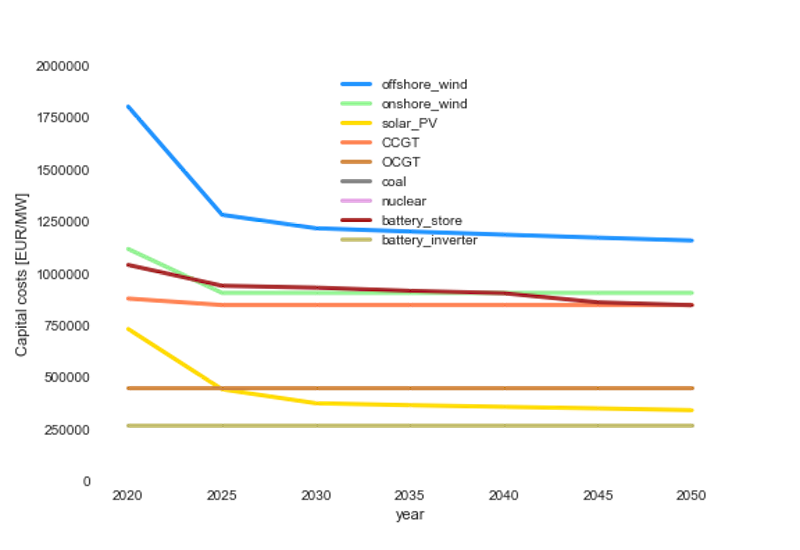 2000000
1750000
1500000
1250000
1000000
750000
500000
250000
0
Capital costs [EUR/MW]
offshore_wind
onshore_wind
solar_PV
CCGT
OCGT
coal
nuclear
battery_store
battery_inverter
2020 2025 2030 2035 2040 2045 2050
year